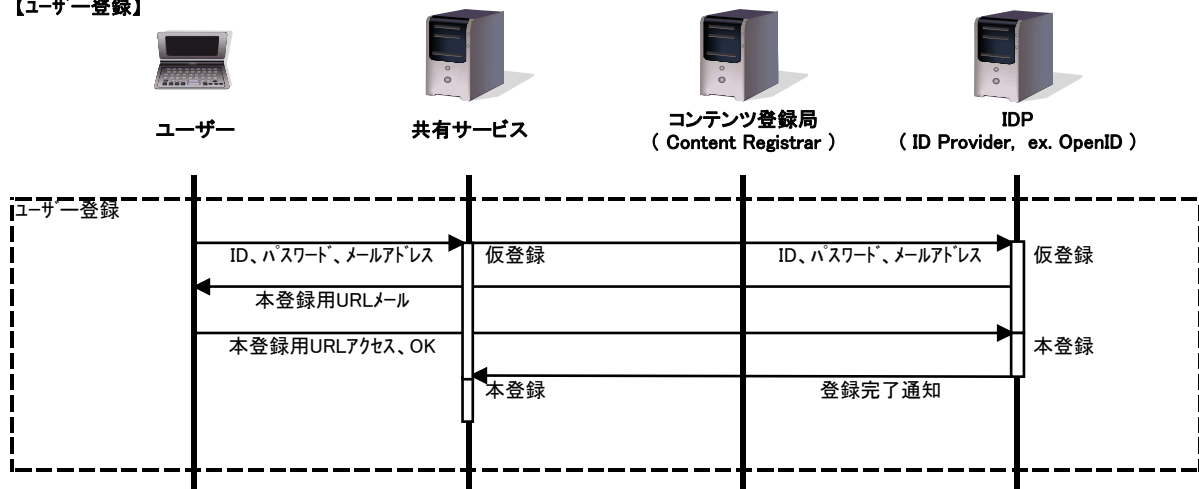 【ユーザー登録】
ユーザー
共有サービス
コンテンツ登録局
( Content Registrar )
IDP
( ID Provider, ex. OpenID )
ユーザー登録
ID、パスワード、メールアドレス
仮登録
ID、パスワード、メールアドレス
仮登録
本登録用URLメール
本登録用URLアクセス、OK
本登録
本登録
登録完了通知